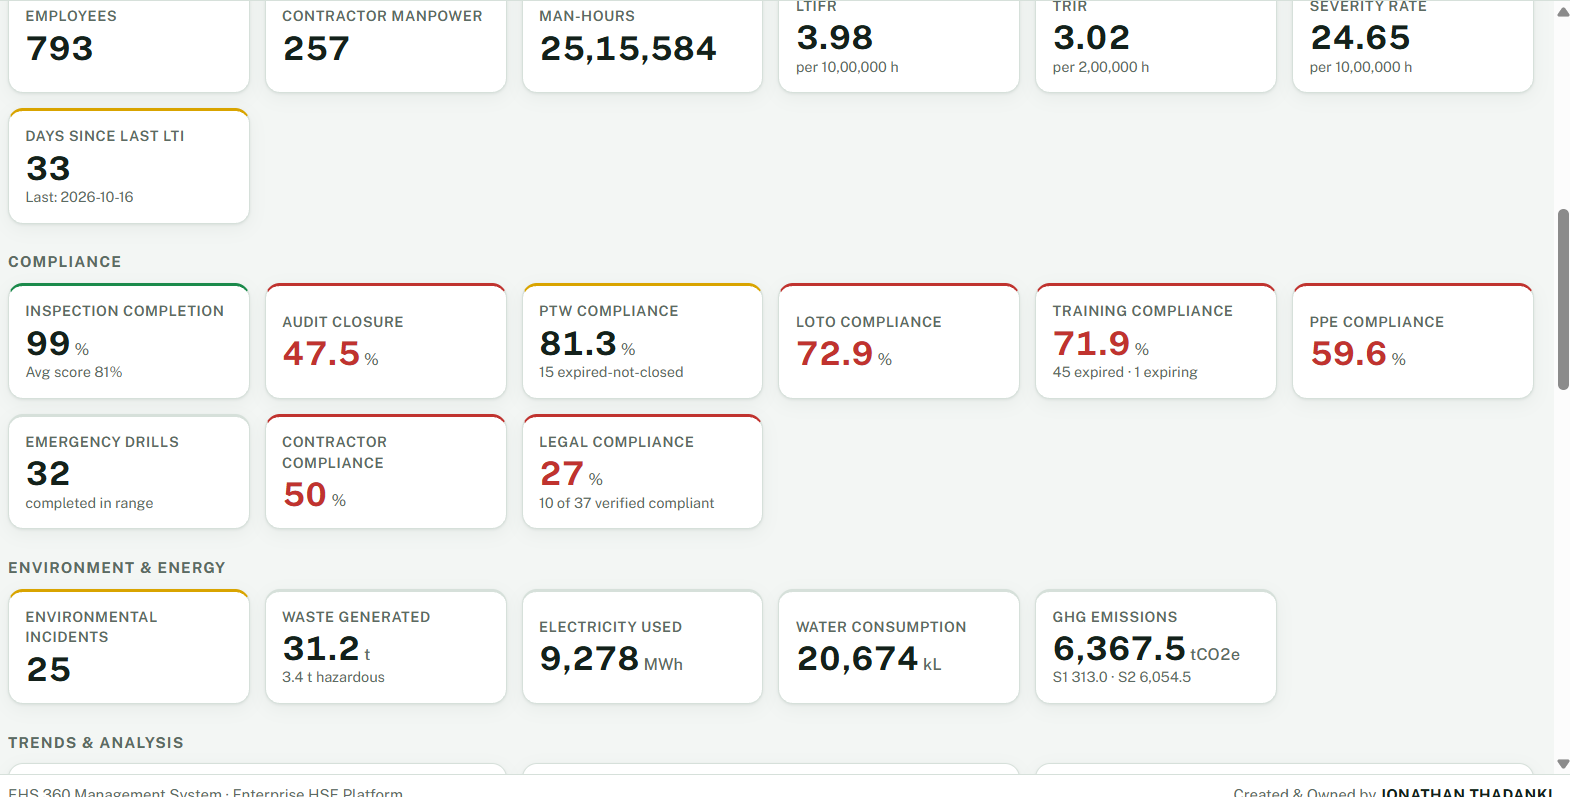 EMPLOYEES
793
CONTRACTOR MANPOWER
257
MAN-HOURS
25,15,584
LTIFR
3.98
per 10,00,000 h
TRIR
3.02
per 2,00,000 h
SEVERITY RATE
24.65
per 10,00,000 h
DAYS SINCE LAST LTI
33
Last: 2026-10-16
COMPLIANCE
INSPECTION COMPLETION
99 %
Avg score 81%
AUDIT CLOSURE
47.5 %
PTW COMPLIANCE
81.3 %
15 expired-not-closed
LOTO COMPLIANCE
72.9 %
TRAINING COMPLIANCE
71.9 %
45 expired · 1 expiring
PPE COMPLIANCE
59.6 %
EMERGENCY DRILLS
32
completed in range
CONTRACTOR
COMPLIANCE
50 %
LEGAL COMPLIANCE
27 %
10 of 37 verified compliant
ENVIRONMENT & ENERGY
ENVIRONMENTAL
INCIDENTS
25
WASTE GENERATED
31.2 t
3.4 t hazardous
ELECTRICITY USED
9,278 MWh
WATER CONSUMPTION
20,674 kL
GHG EMISSIONS
6,367.5 tCO2e
S1 313.0 · S2 6,054.5
TRENDS & ANALYSIS
EHS 360 Management System · Enterprise HSE Platform
Created & Owned by JONATHAN THADANKI